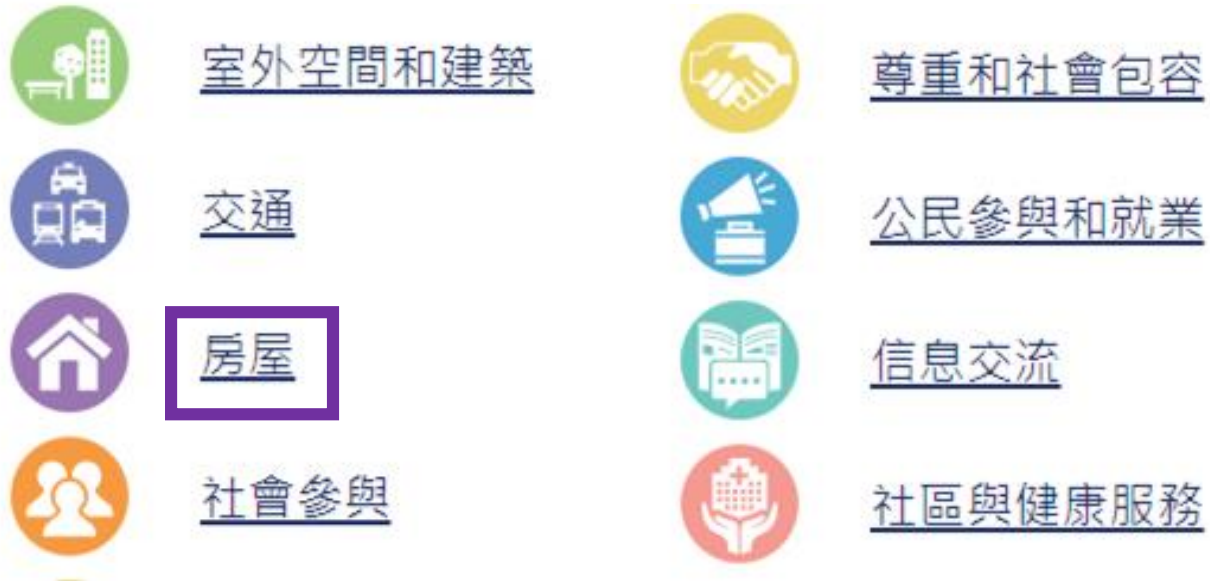 室外空間和建築
交通
房屋
社會參與
尊重和社會包容
公民參與和就業
信息交流
社區與健康服務